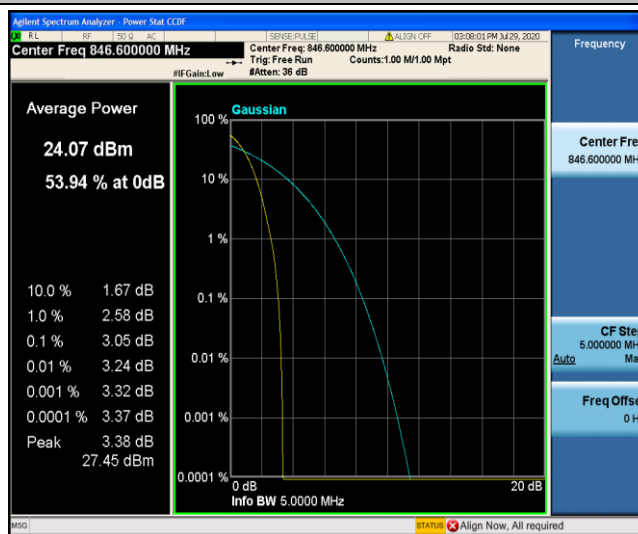 Agilent Spectrum Analyzer - Power Stat CCDF
RL RF 50 Ω AC SENSE:PULSE ALIGN OFF 03:08:01 PM Jul 29, 2020
Center Freq 846.600000 MHz
Center Freq: 846.600000 MHz Radio Std: None
Trig: Free Run Counts:1.00 M/1.00 Mpt
#IFGain:Low #Atten: 36 dB
Frequency
Average Power
24.07 dBm
53.94 % at 0dB
10.0 % 1.67 dB
1.0 % 2.58 dB
0.1 % 3.05 dB
0.01 % 3.24 dB
0.001 % 3.32 dB
0.0001 % 3.37 dB
Peak 3.38 dB
27.45 dBm
Gaussian
100 %
10 %
1 %
0.1 %
0.01 %
0.001 %
0.0001 %
0 dB 20 dB
Info BW 5.0000 MHz
Center Fre
846.600000 MH
CF Ste
5.000000 MH
Auto Ma
Freq Offse
0 H
MSG STATUS Align Now, All required